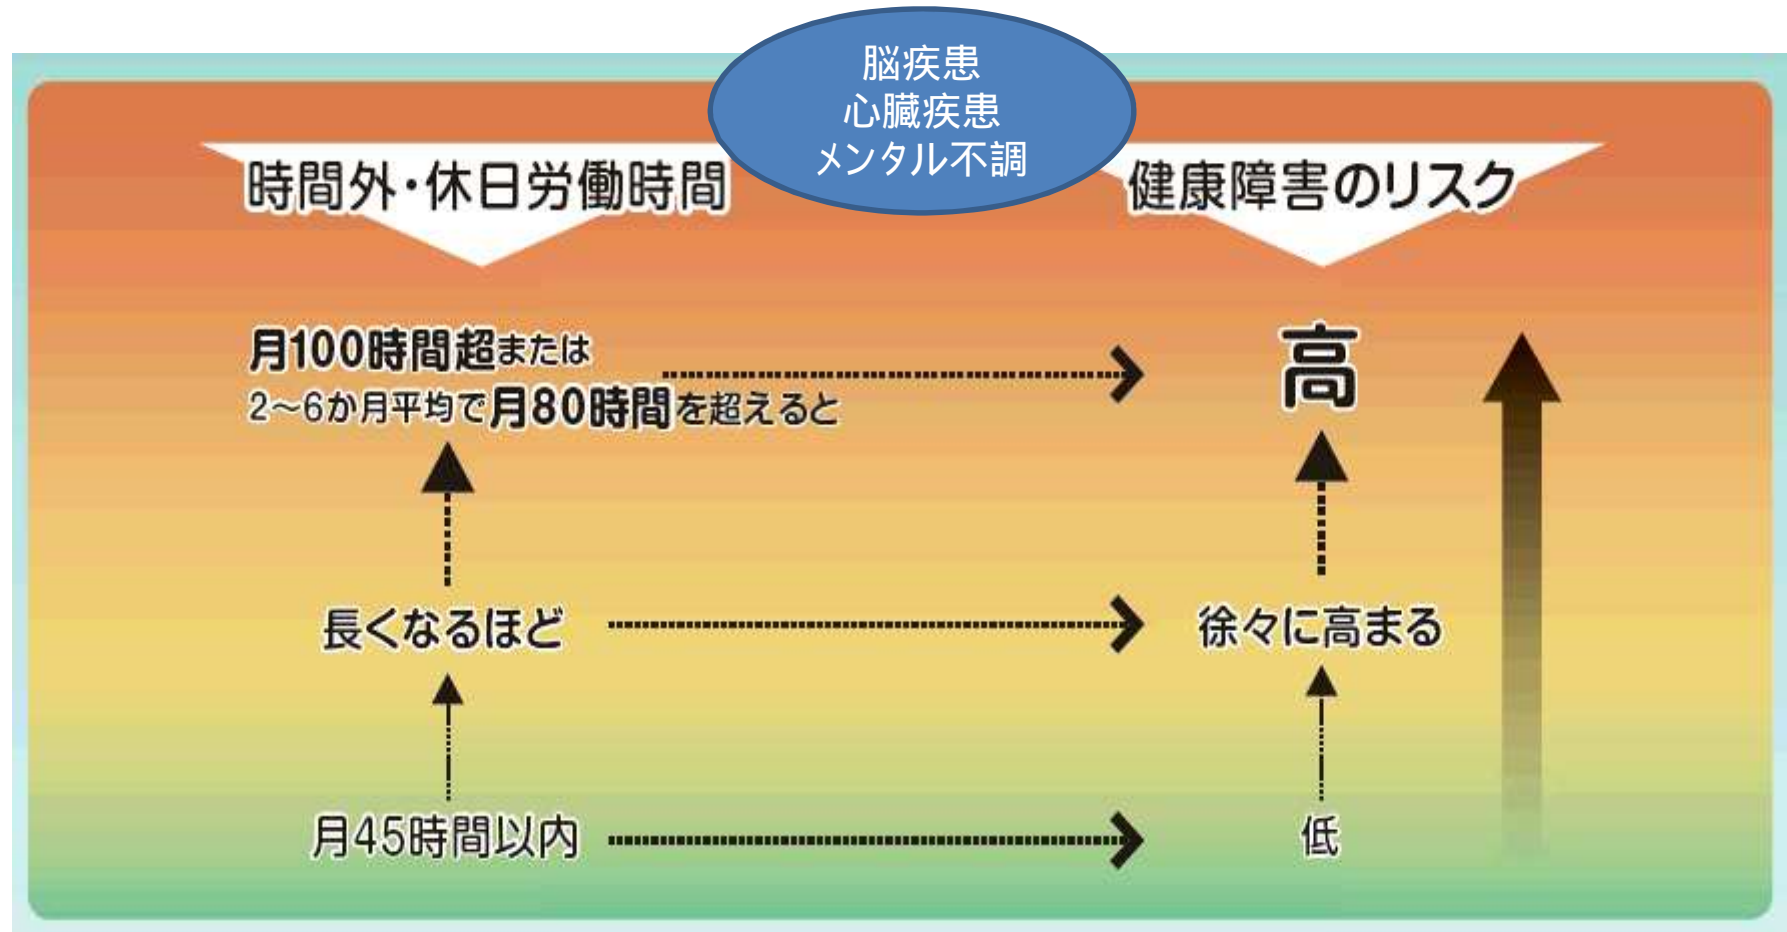 脳疾患
心臓疾患
メンタル不調
時間外・休日労働時間
健康障害のリスク
月100時間超または
2～6か月平均で月80時間を超えると
高
長くなるほど
徐々に高まる
月45時間以内
低